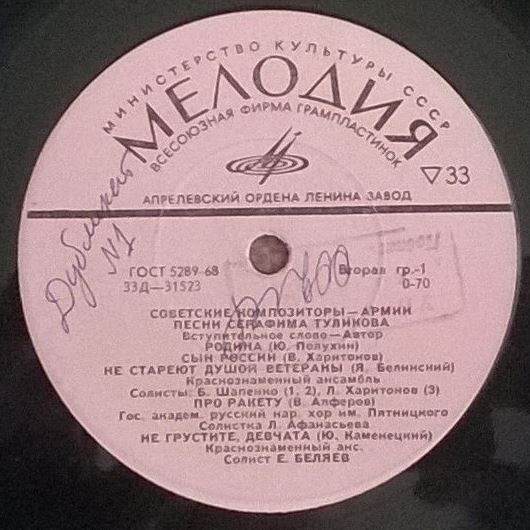 МИНИСТЕРСТВО КУЛЬТУРЫ СССР
МЕЛОДИЯ
ВСЕСОЮЗНАЯ ФИРМА ГРАМПЛАСТИНОК
33
АПРЕЛЕВСКИЙ ОРДЕНА ЛЕНИНА ЗАВОД
Дубликат
N1
ГОСТ 5289-68
33Д—31523
Вторая гр.-1
0-70
СОВЕТСКИЕ КОМПОЗИТОРЫ—АРМИИ
ПЕСНИ СЕРАФИМА ТУЛИКОВА
Вступительное слово—Автор
РОДИНА (Ю. Полухин)
СЫН РОССИИ (В. Харитонов)
НЕ СТАРЕЮТ ДУШОЙ ВЕТЕРАНЫ (Я. Белинский)
Краснознаменный ансамбль
Солисты: Б. Шапенко (1, 2), Л. Харитонов (3)
ПРО РАКЕТУ (В. Алферов)
Гос. академ. русский нар. хор им. Пятницкого
Солистка Л. Афанасьева
НЕ ГРУСТИТЕ, ДЕВЧАТА (Ю. Каменецкий)
Краснознаменный анс.
Солист Е. БЕЛЯЕВ